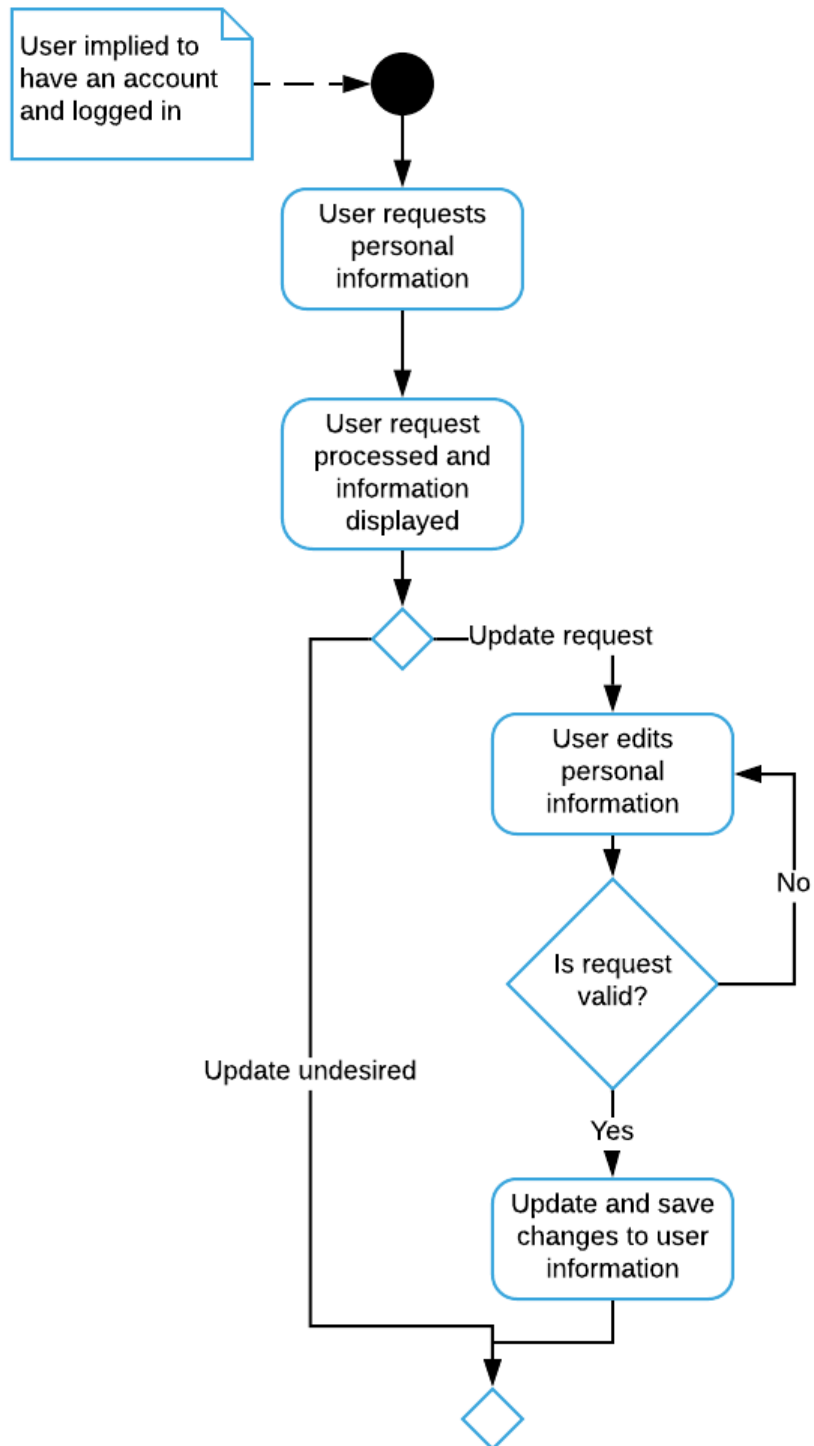 User implied to
have an account
and logged in
User requests
personal
information
User request
processed and
information
displayed
Update request
User edits
personal
information
No
Is request
valid?
Update undesired
Yes
Update and save
changes to user
information